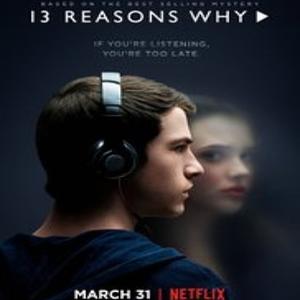 BASED ON THE BEST SELLING MYSTERY
13 REASONS WHY
IF YOU'RE LISTENING,
YOU'RE TOO LATE.
MARCH 31 | NETFLIX